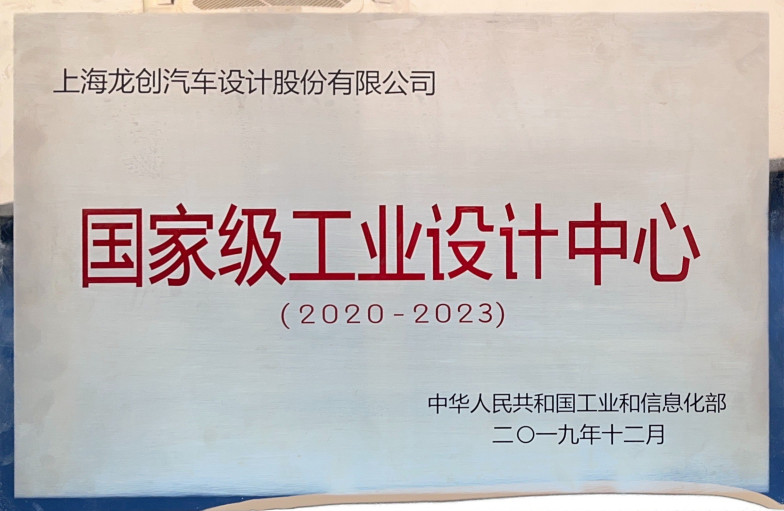 上海龙创汽车设计股份有限公司
国家级工业设计中心
(2020-2023)
中华人民共和国工业和信息化部
二〇一九年十二月